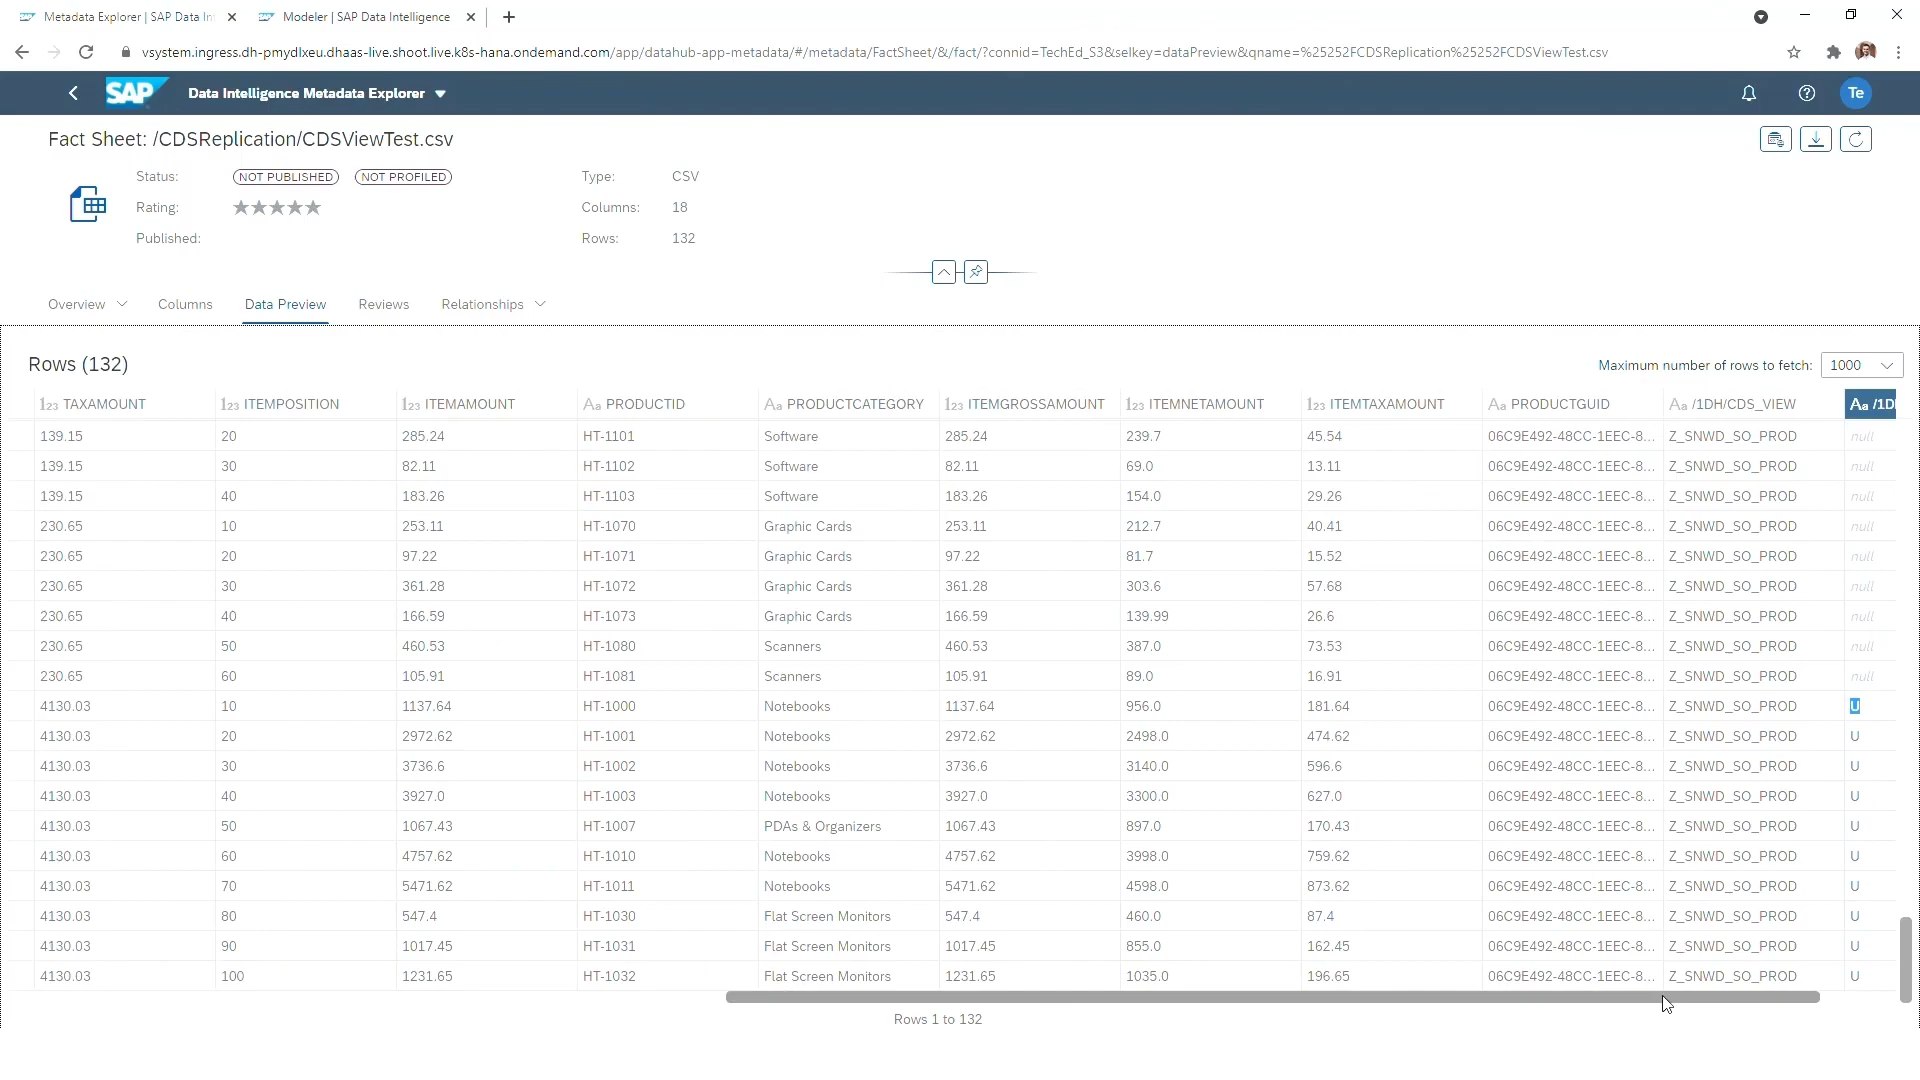 Metadata Explorer | SAP Data In
Modeler | SAP Data Intelligence
vsystem.ingress.dh-pmydlxeu.dhaas-live.shoot.live.k8s-hana.ondemand.com/app/datahub-app-metadata/#/metadata/FactSheet/&/fact/?connid=TechEd_S3&selkey=dataPreview&qname=%25252FCDSReplication%25252FCDSViewTest.csv
SAP Data Intelligence Metadata Explorer Te
Fact Sheet: /CDSReplication/CDSViewTest.csv
Status: NOT PUBLISHED NOT PROFILED Type: CSV
Rating: Columns: 18
Published: Rows: 132
Overview Columns Data Preview Reviews Relationships
Rows (132) Maximum number of rows to fetch: 1000
123 TAXAMOUNT 123 ITEMPOSITION 123 ITEMAMOUNT Aa PRODUCTID Aa PRODUCTCATEGORY 123 ITEMGROSSAMOUNT 123 ITEMNETAMOUNT 123 ITEMTAXAMOUNT Aa PRODUCTGUID Aa /1DH/CDS_VIEW Aa /1D
139.15 20 285.24 HT-1101 Software 285.24 239.7 45.54 06C9E492-48CC-1EEC-8... Z_SNWD_SO_PROD null
139.15 30 82.11 HT-1102 Software 82.11 69.0 13.11 06C9E492-48CC-1EEC-8... Z_SNWD_SO_PROD null
139.15 40 183.26 HT-1103 Software 183.26 154.0 29.26 06C9E492-48CC-1EEC-8... Z_SNWD_SO_PROD null
230.65 10 253.11 HT-1070 Graphic Cards 253.11 212.7 40.41 06C9E492-48CC-1EEC-8... Z_SNWD_SO_PROD null
230.65 20 97.22 HT-1071 Graphic Cards 97.22 81.7 15.52 06C9E492-48CC-1EEC-8... Z_SNWD_SO_PROD null
230.65 30 361.28 HT-1072 Graphic Cards 361.28 303.6 57.68 06C9E492-48CC-1EEC-8... Z_SNWD_SO_PROD null
230.65 40 166.59 HT-1073 Graphic Cards 166.59 139.99 26.6 06C9E492-48CC-1EEC-8... Z_SNWD_SO_PROD null
230.65 50 460.53 HT-1080 Scanners 460.53 387.0 73.53 06C9E492-48CC-1EEC-8... Z_SNWD_SO_PROD null
230.65 60 105.91 HT-1081 Scanners 105.91 89.0 16.91 06C9E492-48CC-1EEC-8... Z_SNWD_SO_PROD null
4130.03 10 1137.64 HT-1000 Notebooks 1137.64 956.0 181.64 06C9E492-48CC-1EEC-8... Z_SNWD_SO_PROD U
4130.03 20 2972.62 HT-1001 Notebooks 2972.62 2498.0 474.62 06C9E492-48CC-1EEC-8... Z_SNWD_SO_PROD U
4130.03 30 3736.6 HT-1002 Notebooks 3736.6 3140.0 596.6 06C9E492-48CC-1EEC-8... Z_SNWD_SO_PROD U
4130.03 40 3927.0 HT-1003 Notebooks 3927.0 3300.0 627.0 06C9E492-48CC-1EEC-8... Z_SNWD_SO_PROD U
4130.03 50 1067.43 HT-1007 PDAs & Organizers 1067.43 897.0 170.43 06C9E492-48CC-1EEC-8... Z_SNWD_SO_PROD U
4130.03 60 4757.62 HT-1010 Notebooks 4757.62 3998.0 759.62 06C9E492-48CC-1EEC-8... Z_SNWD_SO_PROD U
4130.03 70 5471.62 HT-1011 Notebooks 5471.62 4598.0 873.62 06C9E492-48CC-1EEC-8... Z_SNWD_SO_PROD U
4130.03 80 547.4 HT-1030 Flat Screen Monitors 547.4 460.0 87.4 06C9E492-48CC-1EEC-8... Z_SNWD_SO_PROD U
4130.03 90 1017.45 HT-1031 Flat Screen Monitors 1017.45 855.0 162.45 06C9E492-48CC-1EEC-8... Z_SNWD_SO_PROD U
4130.03 100 1231.65 HT-1032 Flat Screen Monitors 1231.65 1035.0 196.65 06C9E492-48CC-1EEC-8... Z_SNWD_SO_PROD U
Rows 1 to 132